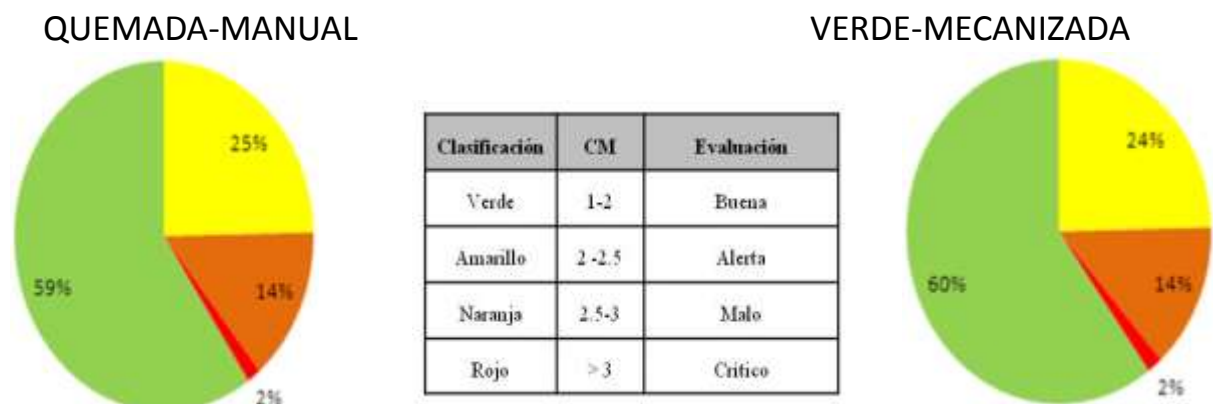 QUEMADA-MANUAL
25%
59%
14%
2%
Clasificación CM Evaluación
Verde 1-2 Buena
Amarillo 2 -2.5 Alerta
Naranja 2.5-3 Malo
Rojo > 3 Critico
VERDE-MECANIZADA
24%
60%
14%
2%